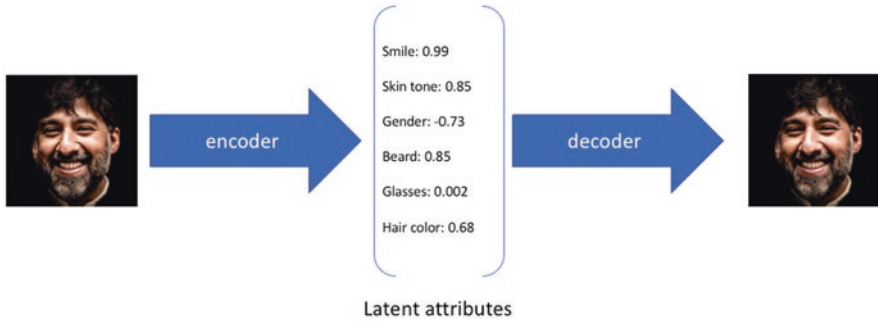 encoder
Smile: 0.99
Skin tone: 0.85
Gender: -0.73
Beard: 0.85
Glasses: 0.002
Hair color: 0.68
decoder
Latent attributes